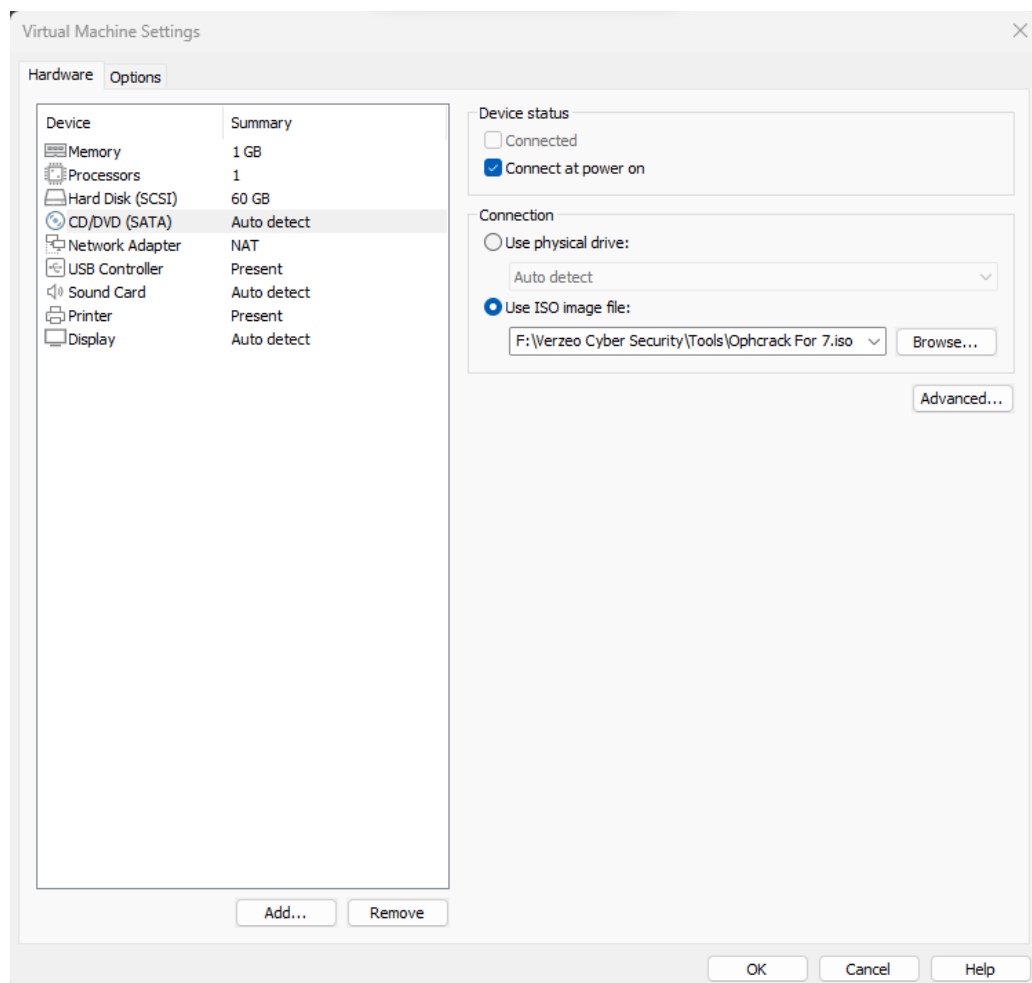 Virtual Machine Settings
Hardware Options
Device Summary
Memory 1 GB
Processors 1
Hard Disk (SCSI) 60 GB
CD/DVD (SATA) Auto detect
Network Adapter NAT
USB Controller Present
Sound Card Auto detect
Printer Present
Display Auto detect
Add... Remove
Device status
Connected
Connect at power on
Connection
Use physical drive:
Auto detect
Use ISO image file:
F:\Verzeo Cyber Security\Tools\Ophcrack For 7.iso Browse...
Advanced...
OK Cancel Help